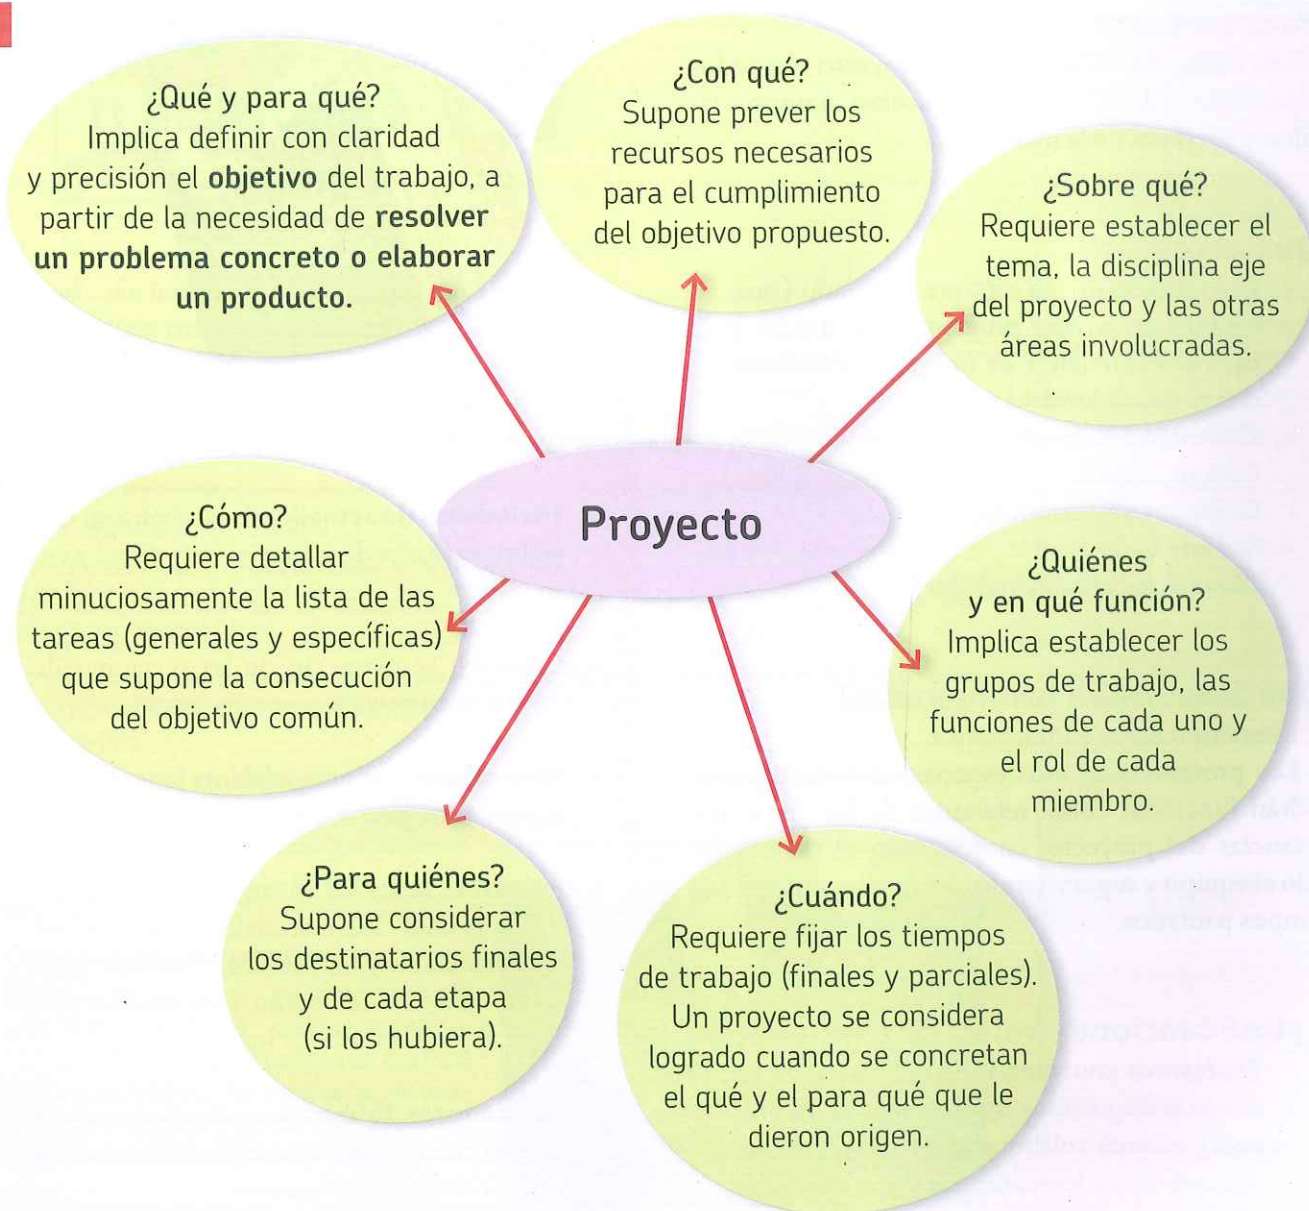 ¿Qué y para qué?
Implica definir con claridad
y precisión el objetivo del trabajo, a
partir de la necesidad de resolver
un problema concreto o elaborar
un producto.
¿Con qué?
Supone prever los
recursos necesarios
para el cumplimiento
del objetivo propuesto.
¿Sobre qué?
Requiere establecer el
tema, la disciplina eje
del proyecto y las otras
áreas involucradas.
Proyecto
¿Cómo?
Requiere detallar
minuciosamente la lista de las
tareas (generales y específicas)
que supone la consecución
del objetivo común.
¿Quiénes
y en qué función?
Implica establecer los
grupos de trabajo, las
funciones de cada uno y
el rol de cada
miembro.
¿Para quiénes?
Supone considerar
los destinatarios finales
y de cada etapa
(si los hubiera).
¿Cuándo?
Requiere fijar los tiempos
de trabajo (finales y parciales).
Un proyecto se considera
logrado cuando se concretan
el qué y el para qué que le
dieron origen.